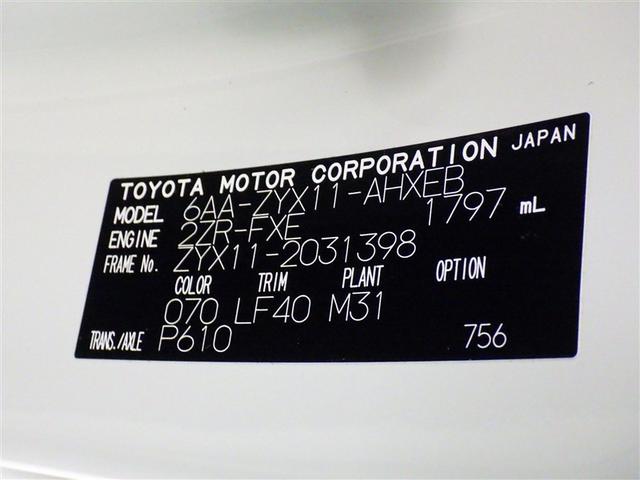 TOYOTA MOTOR CORPORATION JAPAN
MODEL 6AA-ZYX11-AHXEB
ENGINE 2ZR-FXE 1797 mL
FRAME No. ZYX11-2031398
COLOR TRIM PLANT OPTION
070 LF40 M31
TRANS./AXLE P610 756